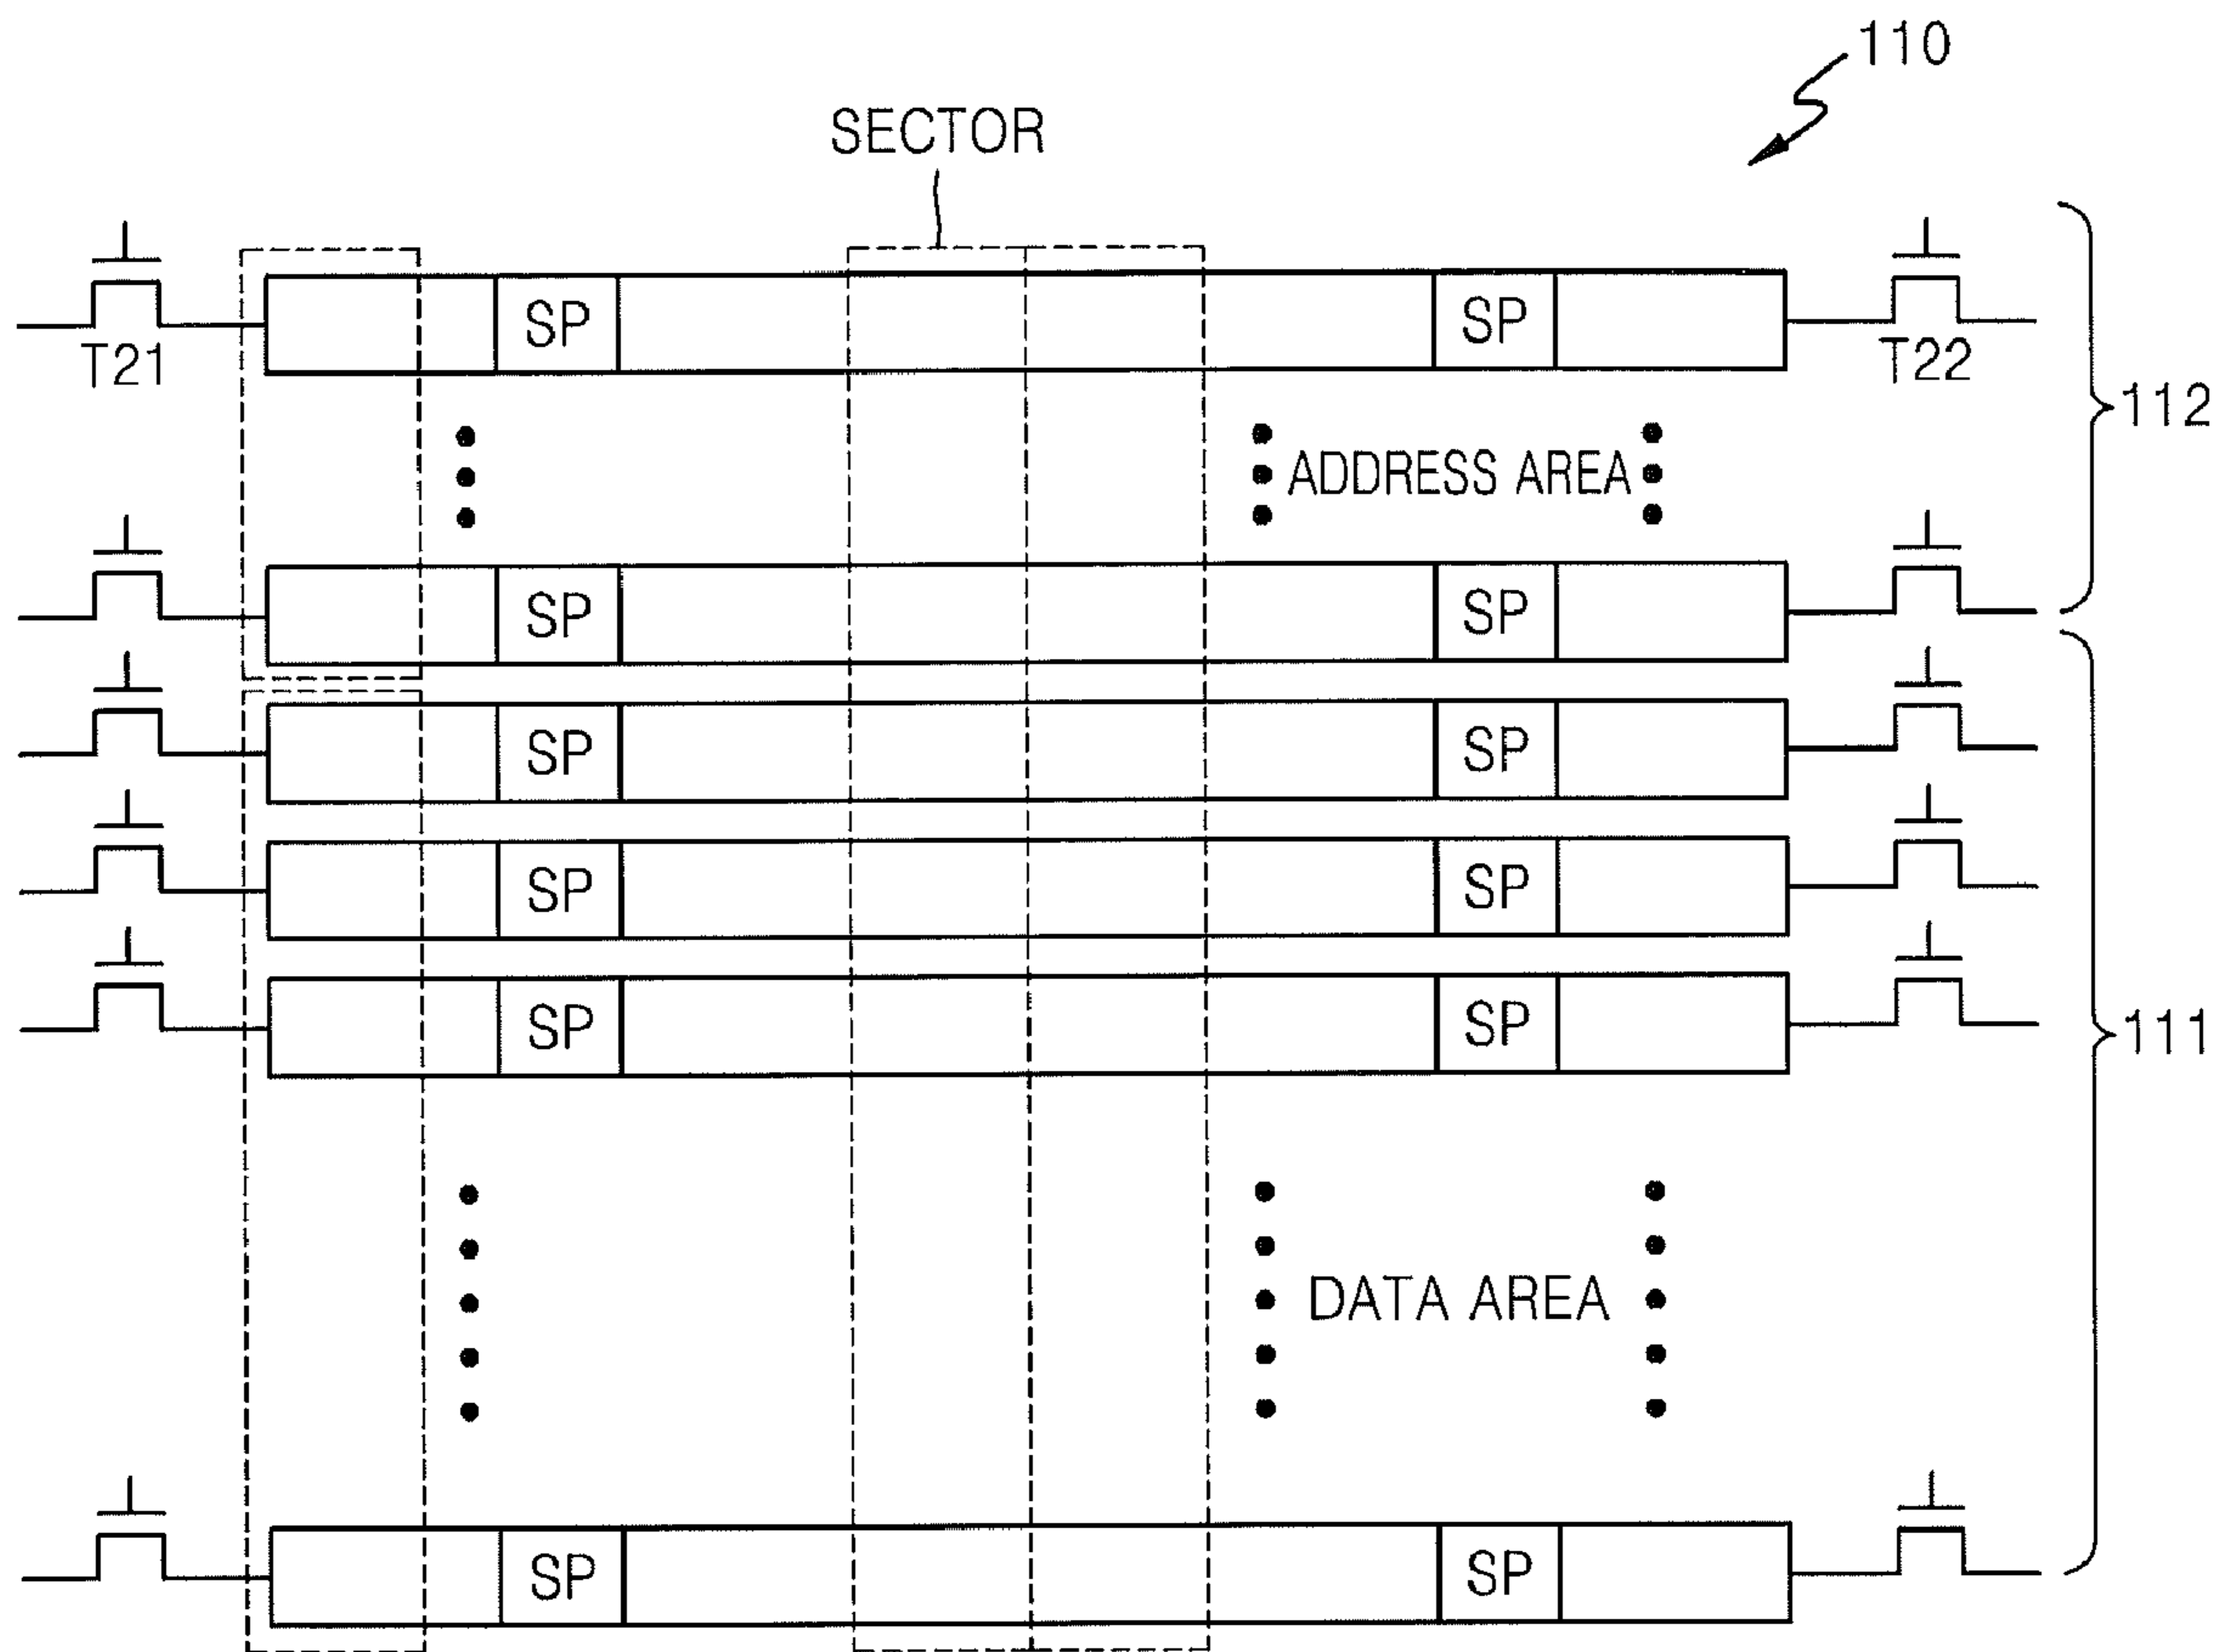 110
SECTOR
SP SP
T21 T22
112
ADDRESS AREA
SP SP
SP SP
SP SP
SP SP
111
DATA AREA
SP SP